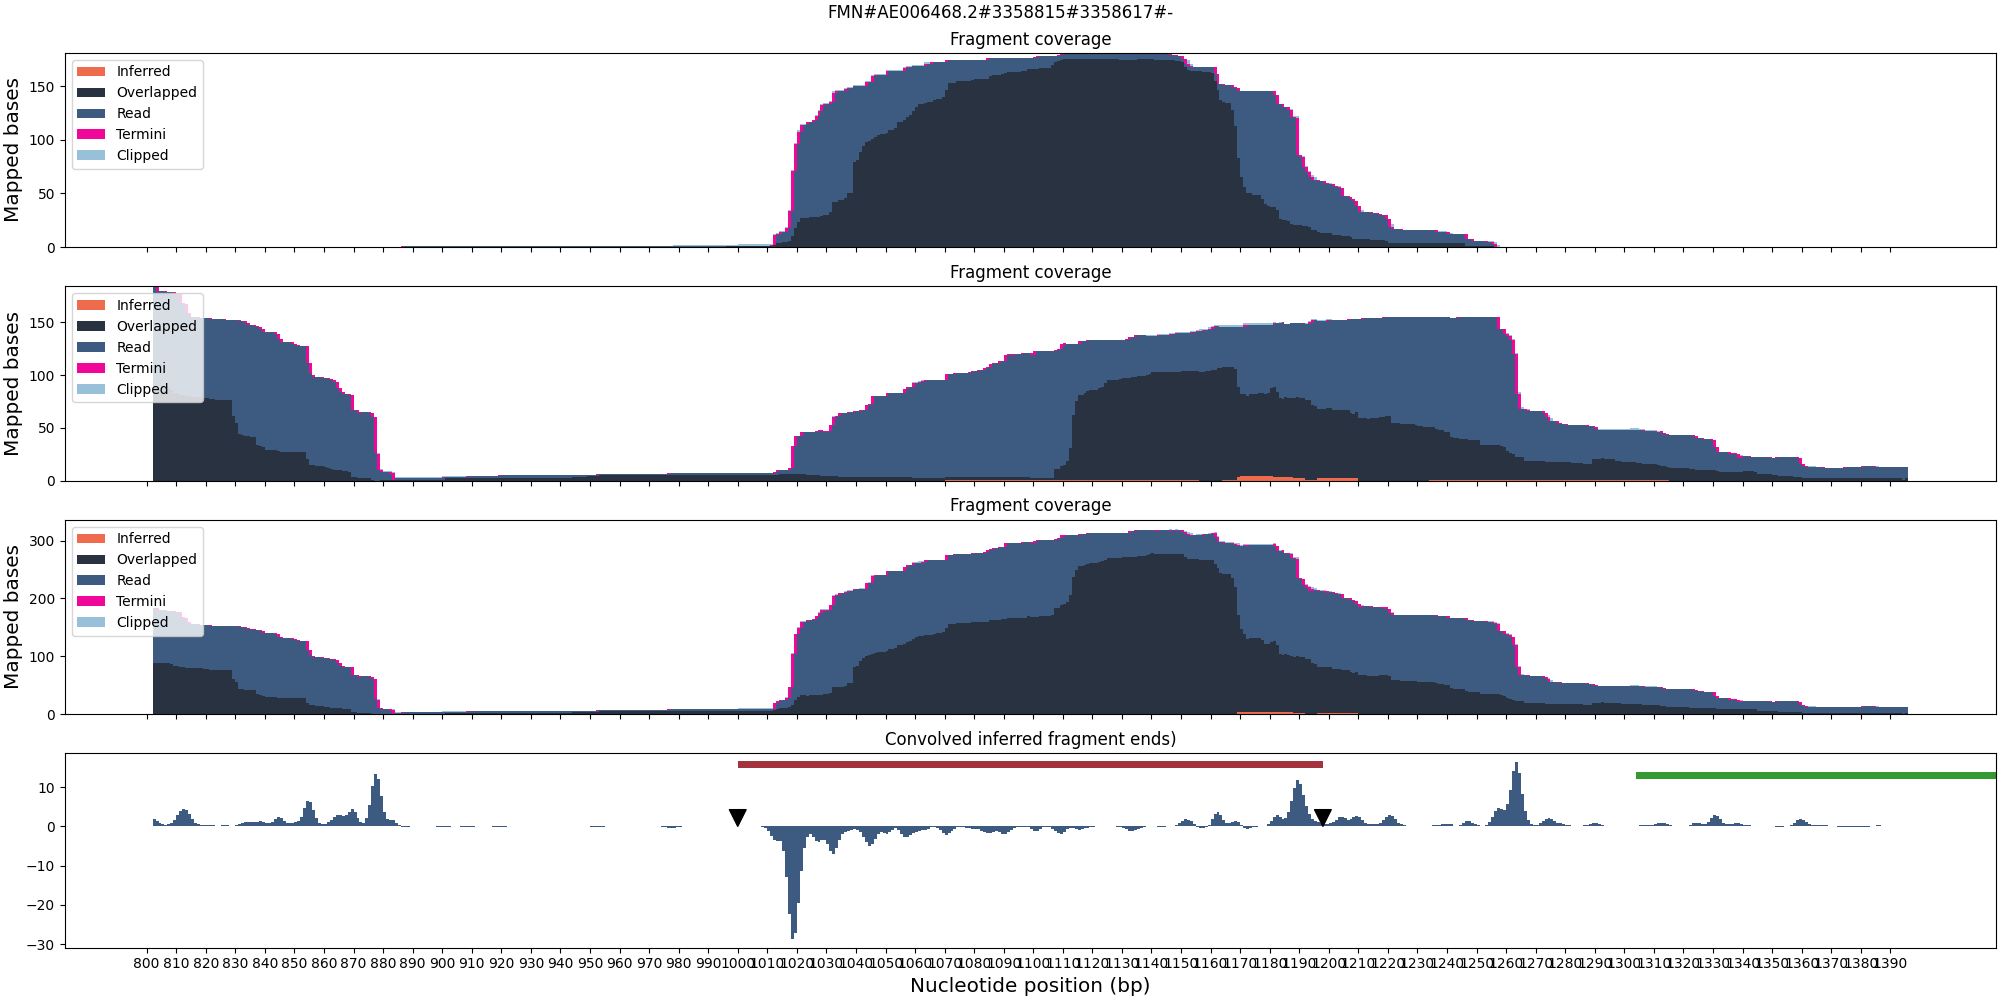 FMN#AE006468.2#3358815#3358617#-
Fragment coverage
Mapped bases
150
100
50
0
Inferred
Overlapped
Read
Termini
Clipped
Fragment coverage
Mapped bases
150
100
50
0
Inferred
Overlapped
Read
Termini
Clipped
Fragment coverage
Mapped bases
300
200
100
0
Inferred
Overlapped
Read
Termini
Clipped
Convolved inferred fragment ends)
10
0
−10
−20
−30
800 810 820 830 840 850 860 870 880 890 900 910 920 930 940 950 960 970 980 990 1000 1010 1020 1030 1040 1050 1060 1070 1080 1090 1100 1110 1120 1130 1140 1150 1160 1170 1180 1190 1200 1210 1220 1230 1240 1250 1260 1270 1280 1290 1300 1310 1320 1330 1340 1350 1360 1370 1380 1390
Nucleotide position (bp)